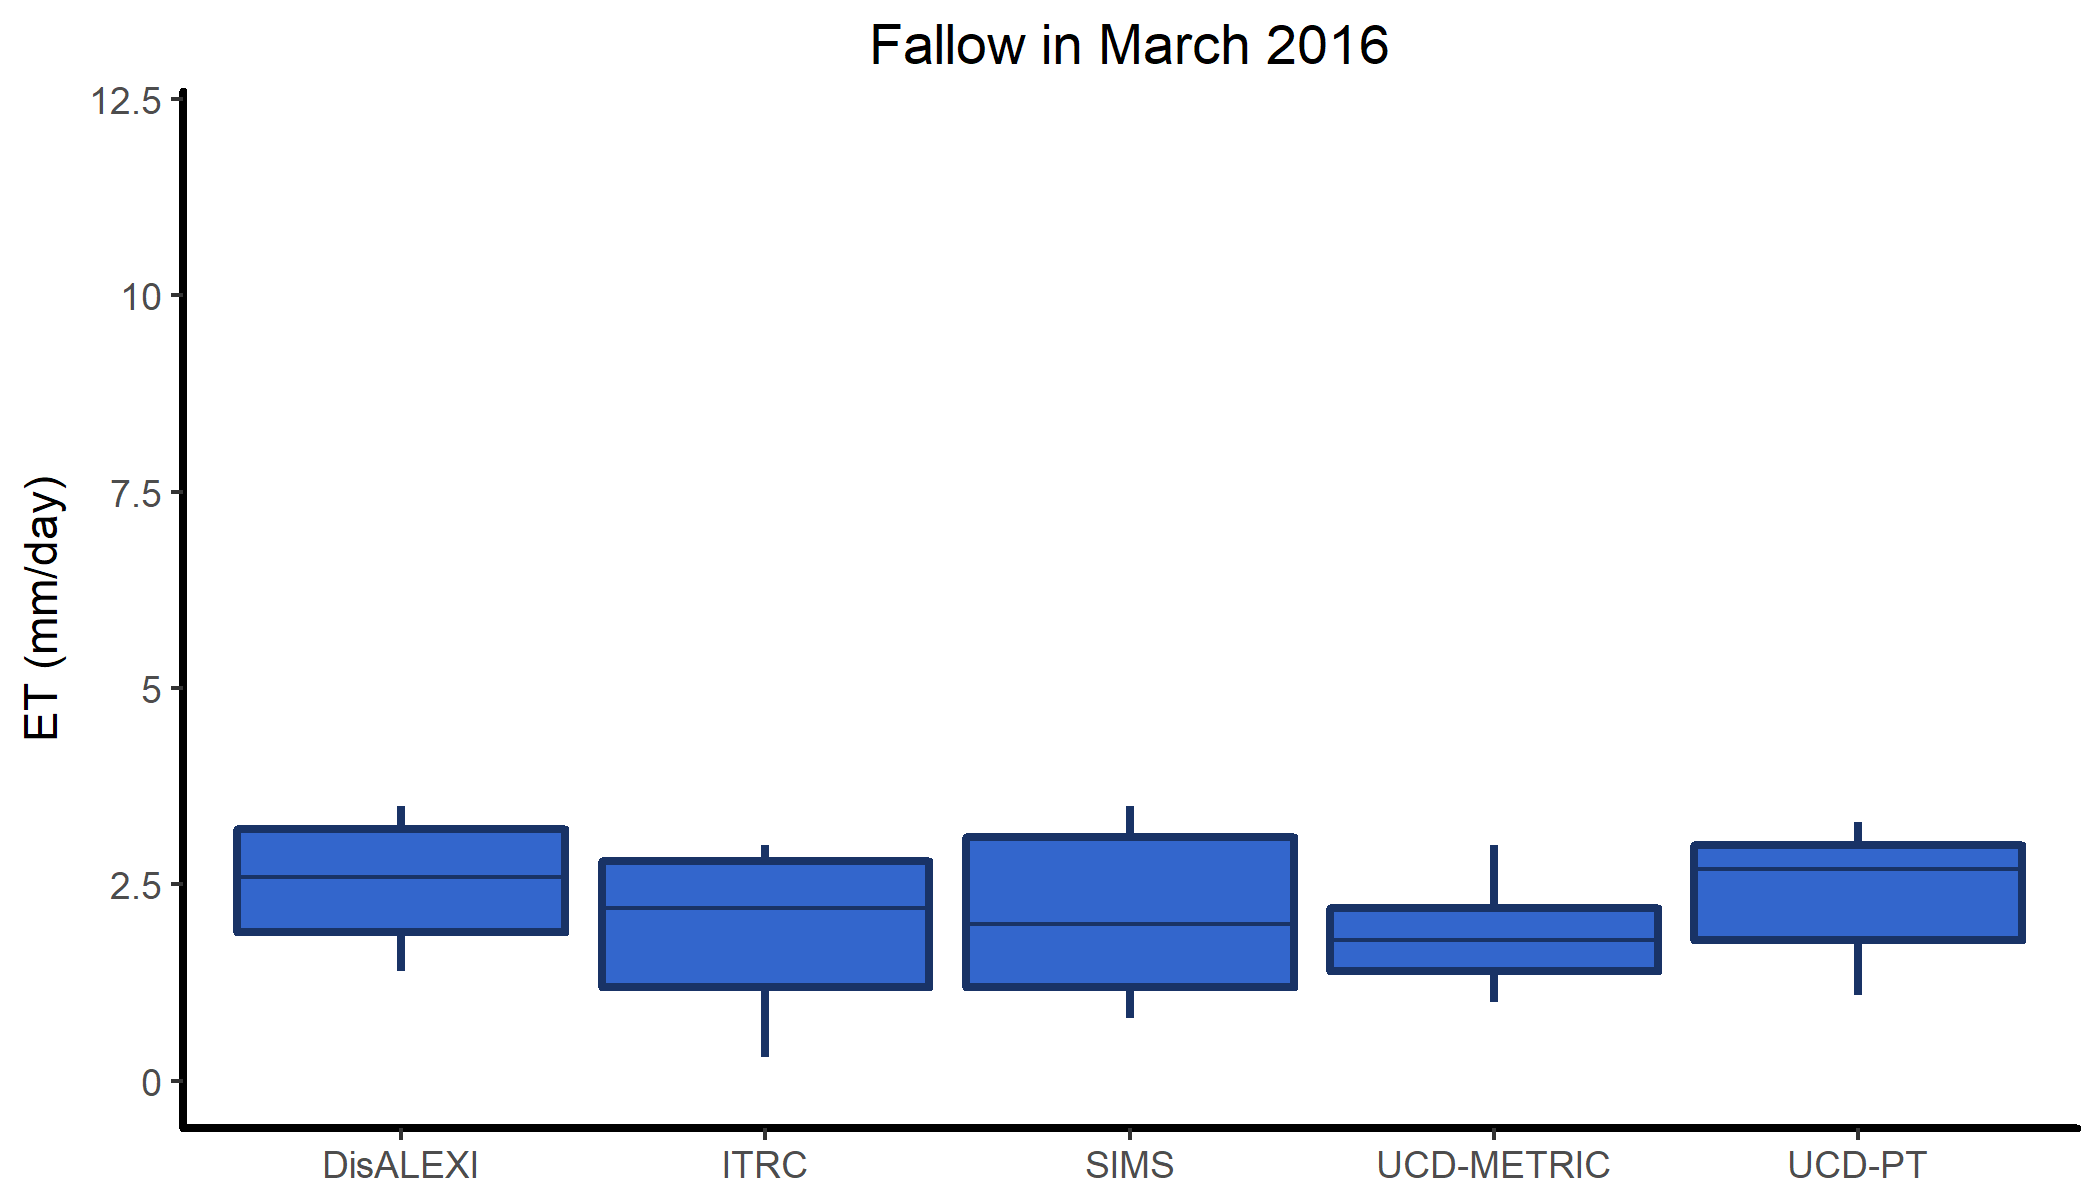 Fallow in March 2016
12.5
10
7.5
5
2.5
0
ET (mm/day)
DisALEXI
ITRC
SIMS
UCD-METRIC
UCD-PT